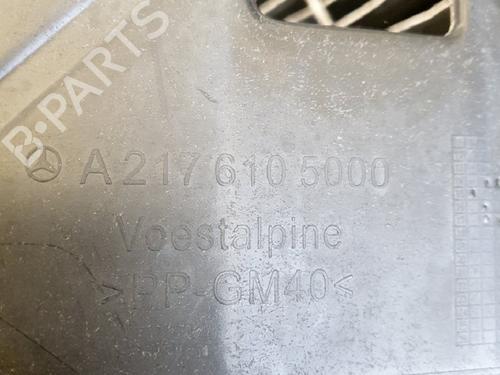 B-PARTS
A 217 610 5000
Voestalpine
>PP-GM40<